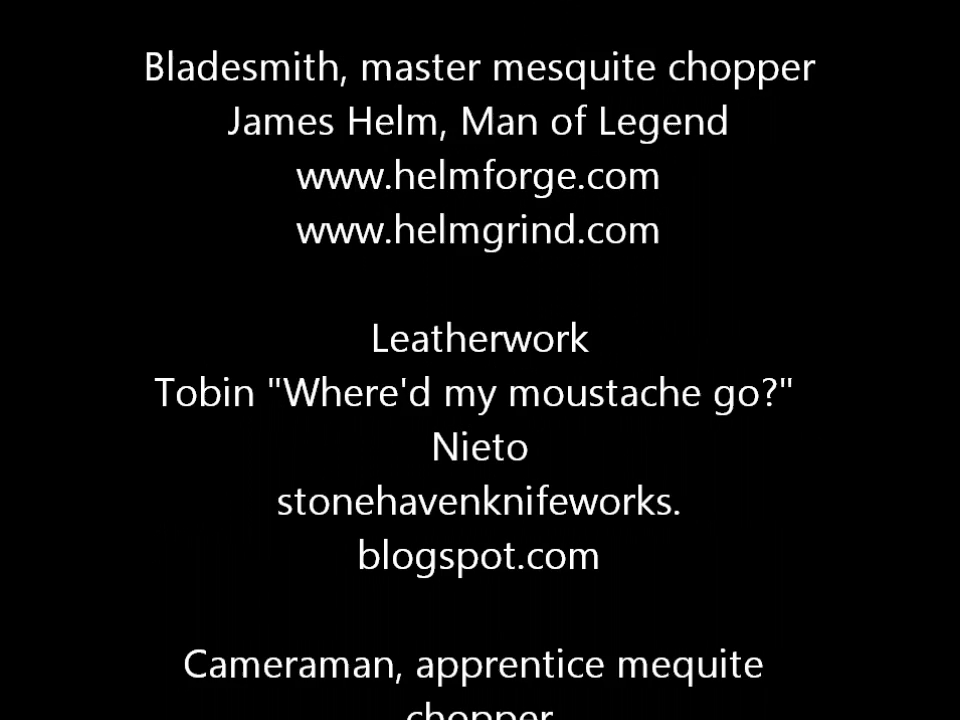 Bladesmith, master mesquite chopper
James Helm, Man of Legend
www.helmforge.com
www.helmgrind.com
Leatherwork
Tobin "Where'd my moustache go?"
Nieto
stonehavenknifeworks.
blogspot.com
Cameraman, apprentice mequite
chopper